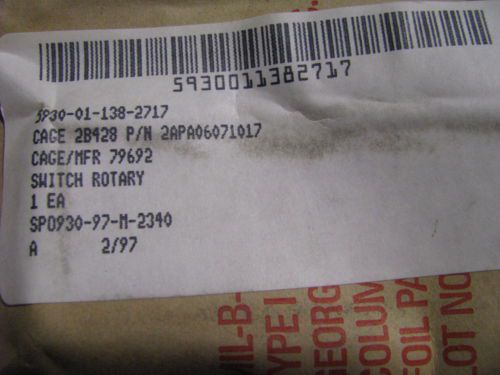 5930011382717
5930-01-138-2717
CAGE 2B428 P/N 2APA06071017
CAGE/MFR 79692
SWITCH ROTARY
1 EA
SPO930-97-M-2340
A 2/97
MIL-B-
TYPE I
GEORG
COLUM
FOIL PA
LOT NO